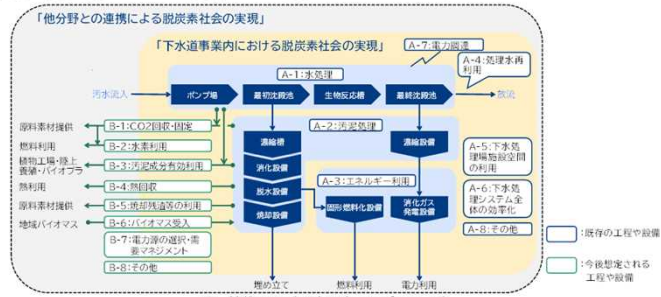 「他分野との連携による脱炭素社会の実現」
「下水道事業内における脱炭素社会の実現」
A-7:電力調達
A-4:処理水再
利用
A-1:水処理
汚水流入
ポンプ場
最初沈殿池
生物反応槽
最終沈殿池
放流
原料素材提供
B-1:CO2回収・固定
A-2:汚泥処理
燃料利用
B-2:水素利用
濃縮槽
濃縮設備
植物工場・陸上
養殖・バイオプラ
B-3:汚泥成分有効利用
消化設備
A-5:下水処
理場施設空間
の利用
熱利用
B-4:熱回収
脱水設備
A-3:エネルギー利用
原料素材提供
B-5:焼却残渣等の利用
焼却設備
固形燃料化設備
消化ガス
発電設備
A-6:下水処
理システム全
体の効率化
地域バイオマス
B-6:バイオマス受入
A-8:その他
B-7:電力源の選択・需
要マネジメント
B-8:その他
埋め立て
燃料利用
電力利用
:既存の工程や設備
:今後想定される
工程や設備